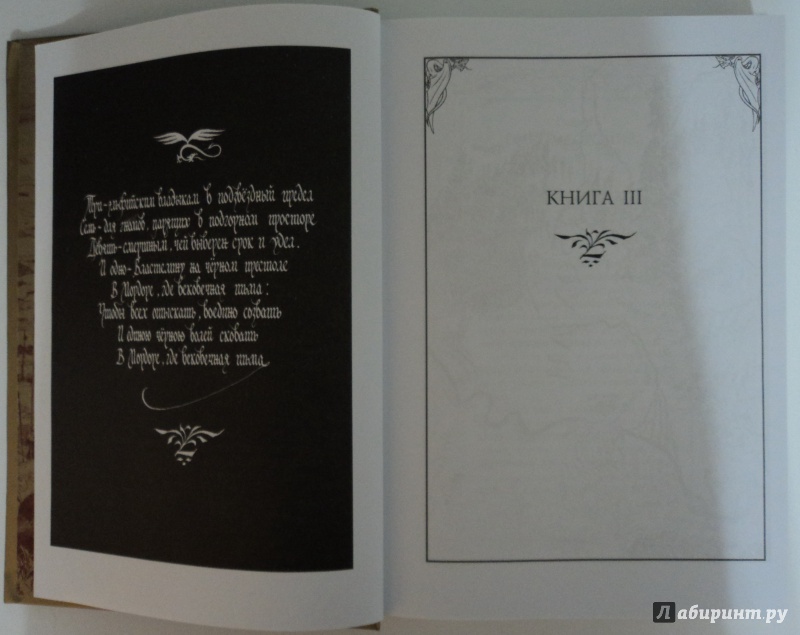 Три-эльфийским владыкам в подзвёздный предел
Семь-для гномов, царящих в подгорном просторе
Девять-смертным, чей выверен срок и удел.
И одно-Властелину на чёрном престоле
В Мордоре, где вековечная тьма:
Чтобы всех отыскать, воедино созвать
И единою чёрною волей сковать
В Мордоре, где вековечная тьма
КНИГА III
Лабиринт.ру